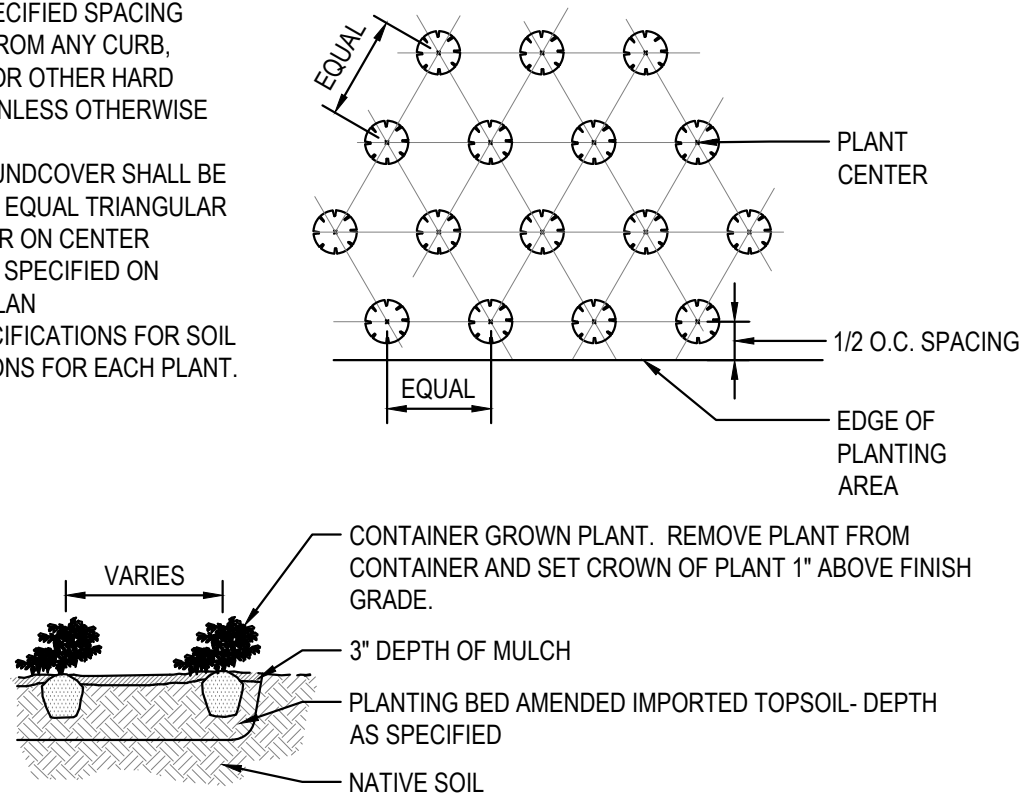 ECIFIED SPACING
FROM ANY CURB,
OR OTHER HARD
NLESS OTHERWISE
UNDCOVER SHALL BE
EQUAL TRIANGULAR
R ON CENTER
SPECIFIED ON
LAN
CIFICATIONS FOR SOIL
ONS FOR EACH PLANT.
EQUAL
PLANT
CENTER
1/2 O.C. SPACING
EQUAL
EDGE OF
PLANTING
AREA
VARIES
CONTAINER GROWN PLANT. REMOVE PLANT FROM
CONTAINER AND SET CROWN OF PLANT 1" ABOVE FINISH
GRADE.
3" DEPTH OF MULCH
PLANTING BED AMENDED IMPORTED TOPSOIL- DEPTH
AS SPECIFIED
NATIVE SOIL